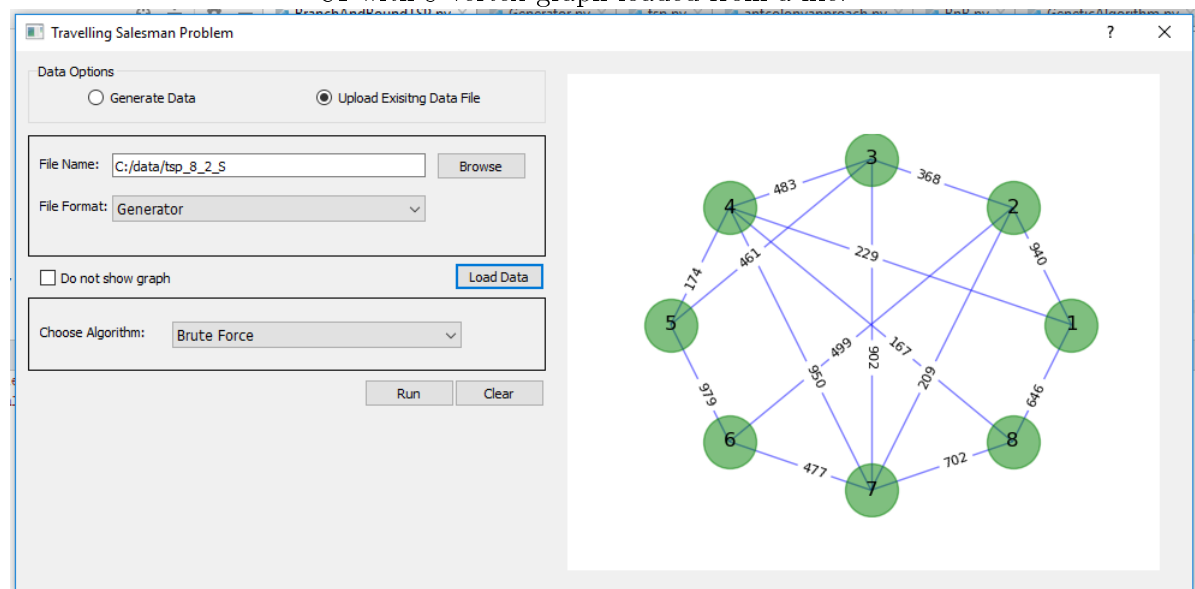 Travelling Salesman Problem
?
Data Options
Generate Data
Upload Exisitng Data File
File Name:
C:/data/tsp_8_2_S
Browse
File Format:
Generator
Do not show graph
Load Data
Choose Algorithm:
Brute Force
Run
Clear
3
483
368
4
2
461
229
940
174
5
1
499
167
902
950
209
979
646
6
8
477
702
7